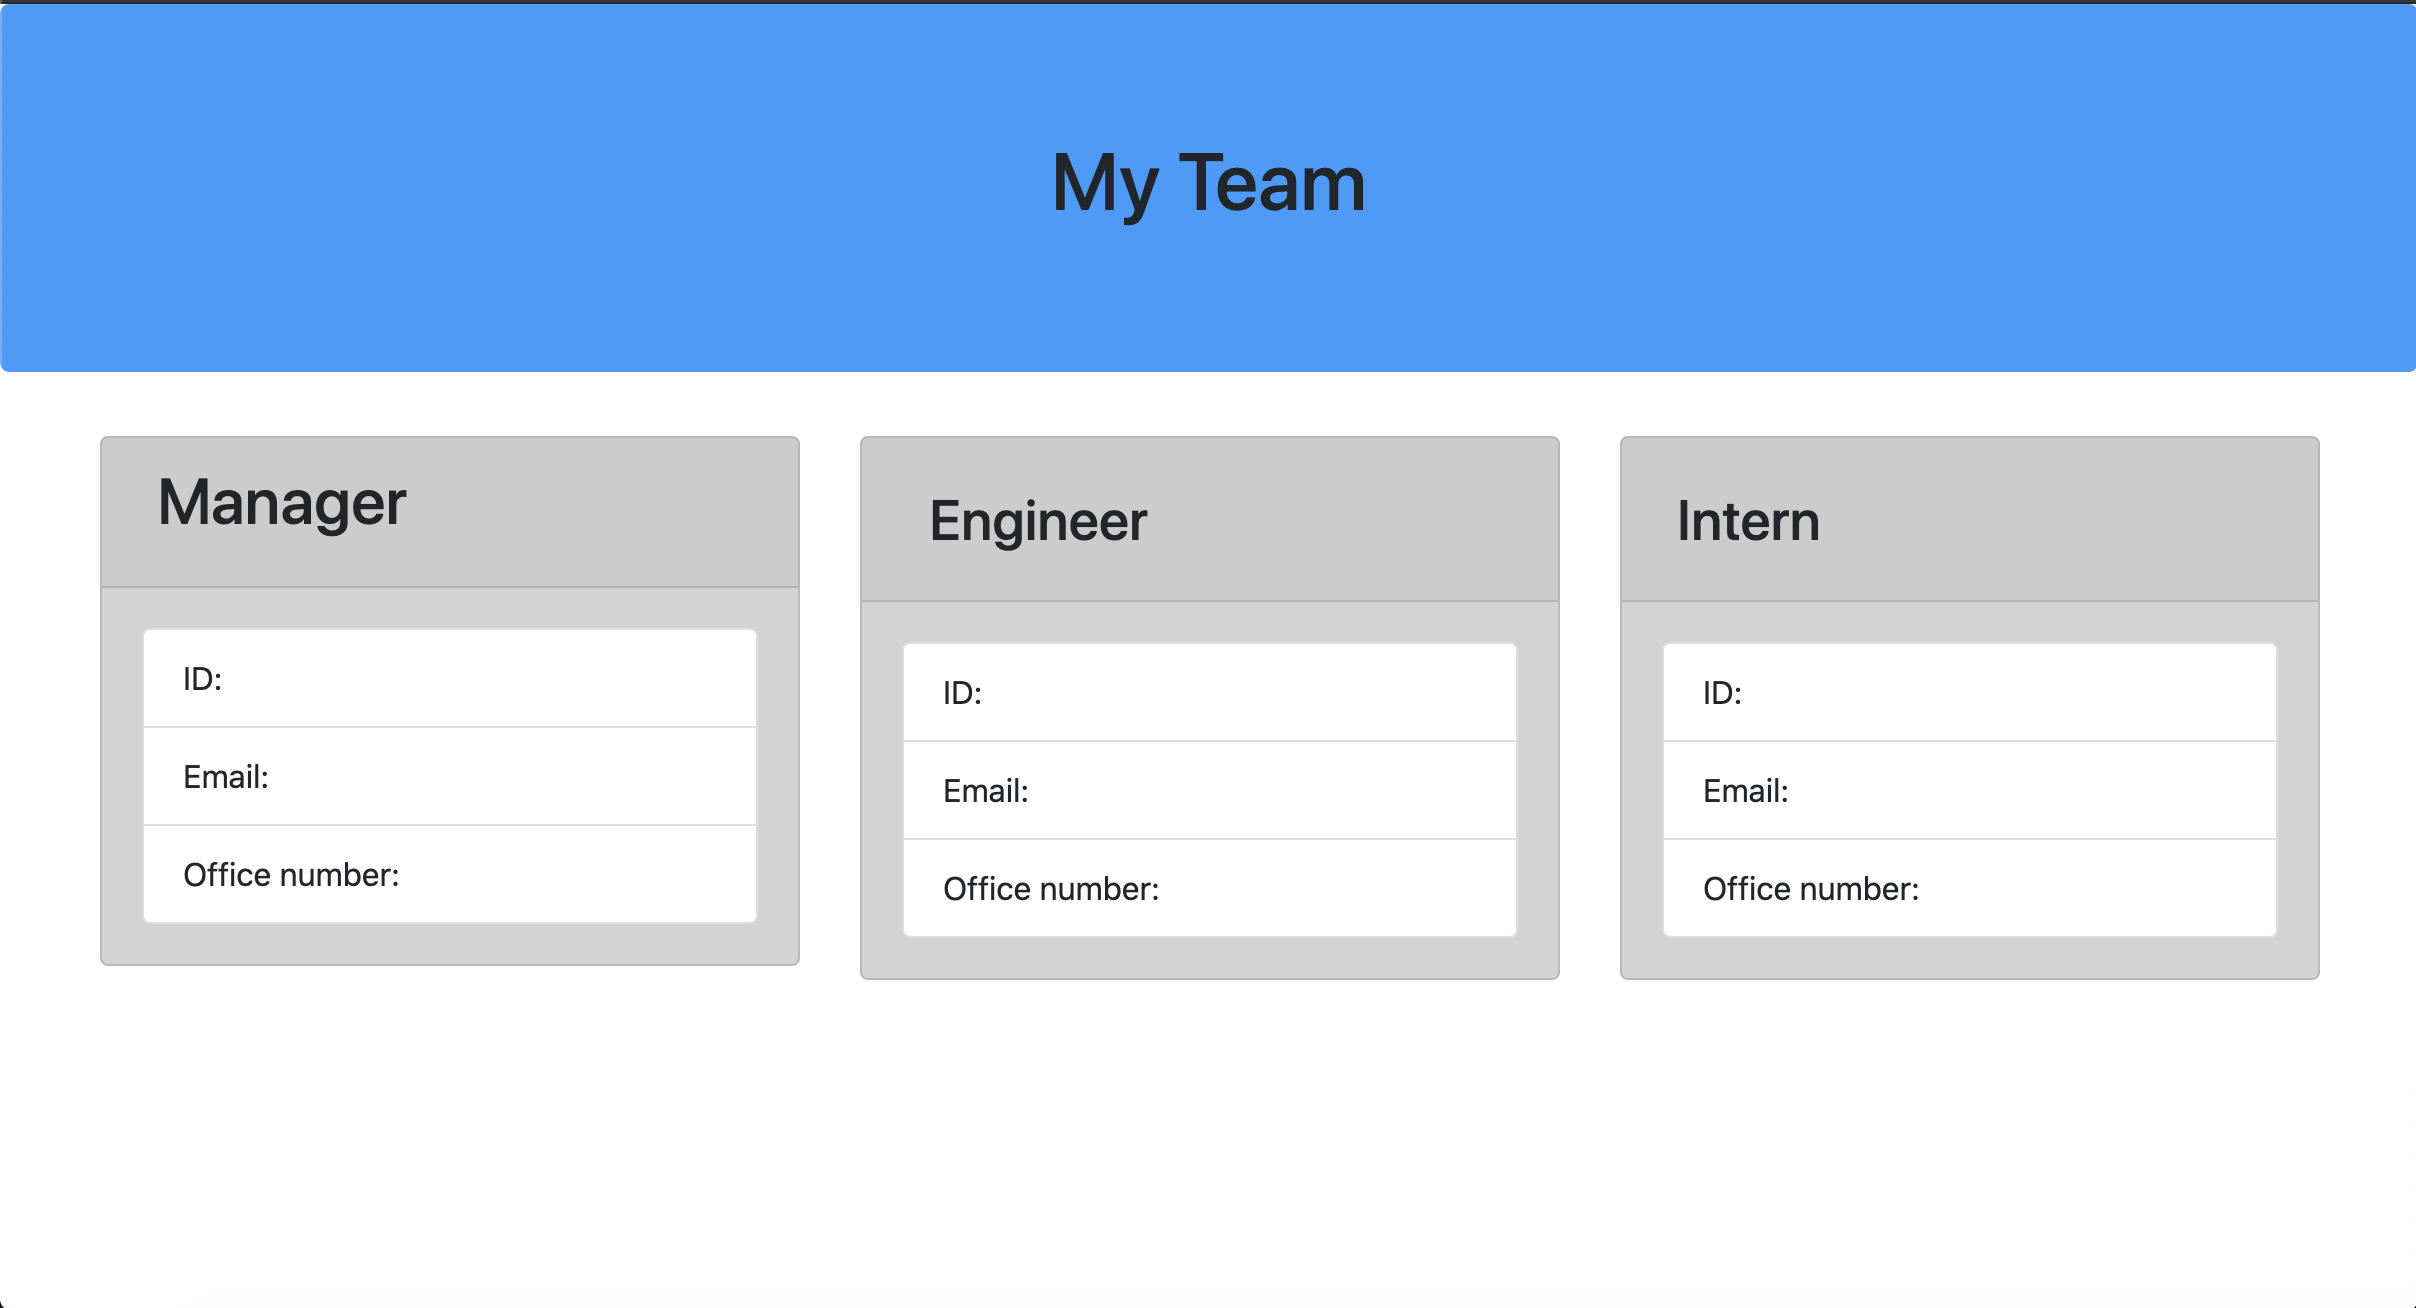 My Team
Manager
ID:
Email:
Office number:
Engineer
ID:
Email:
Office number:
Intern
ID:
Email:
Office number: